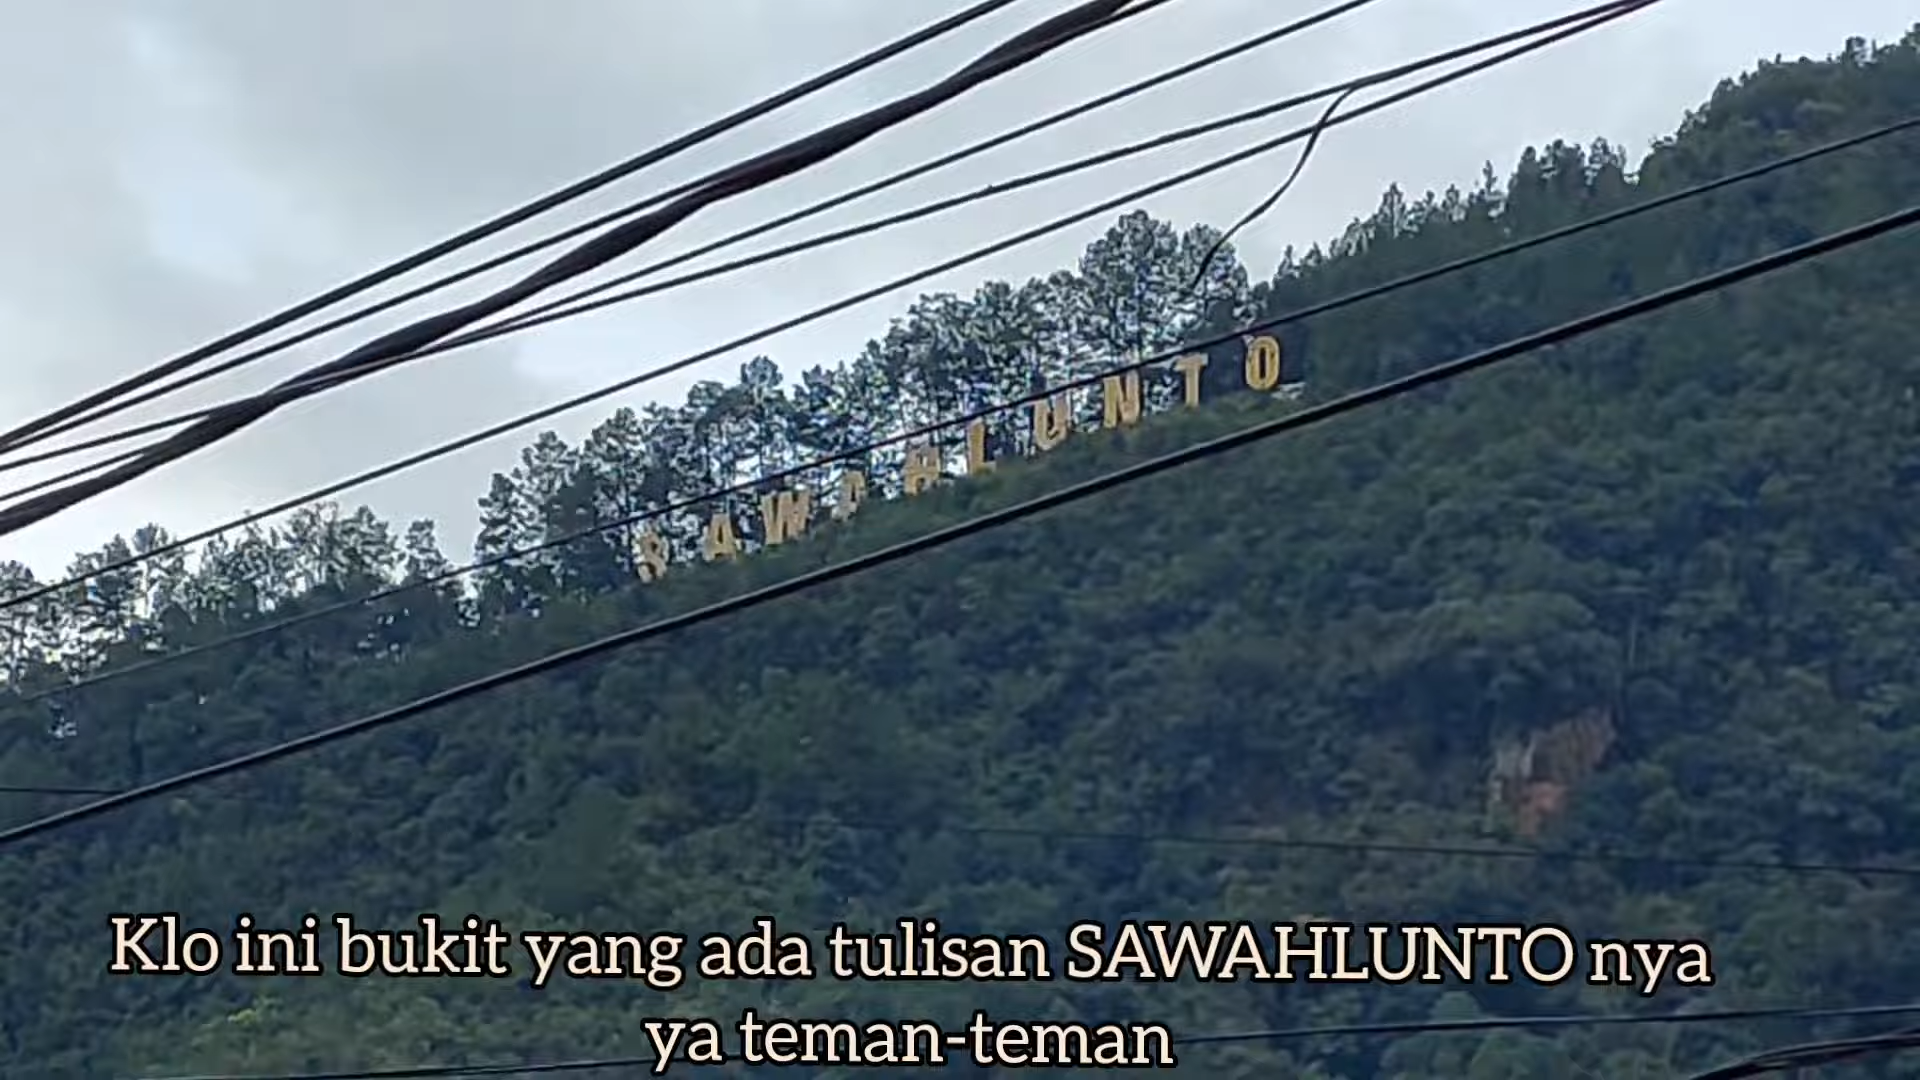 SAWAHLUNTO
Klo ini bukit yang ada tulisan SAWAHLUNTO nya
ya teman-teman